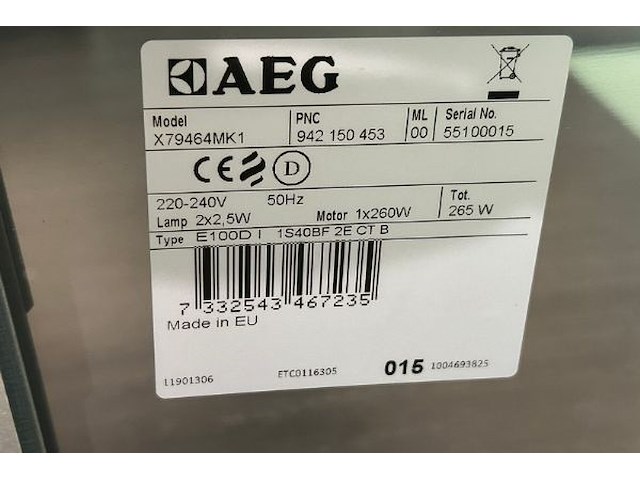 AEG
Model PNC ML Serial No.
X79464MK1 942 150 453 00 55100015
CE D
220-240V 50Hz Tot.
Lamp 2x2,5W Motor 1x260W 265 W
Type E100D I 1S40BF 2E CT B
7 332543 467235
Made in EU
11901306 ETC0116305 015 1004693825